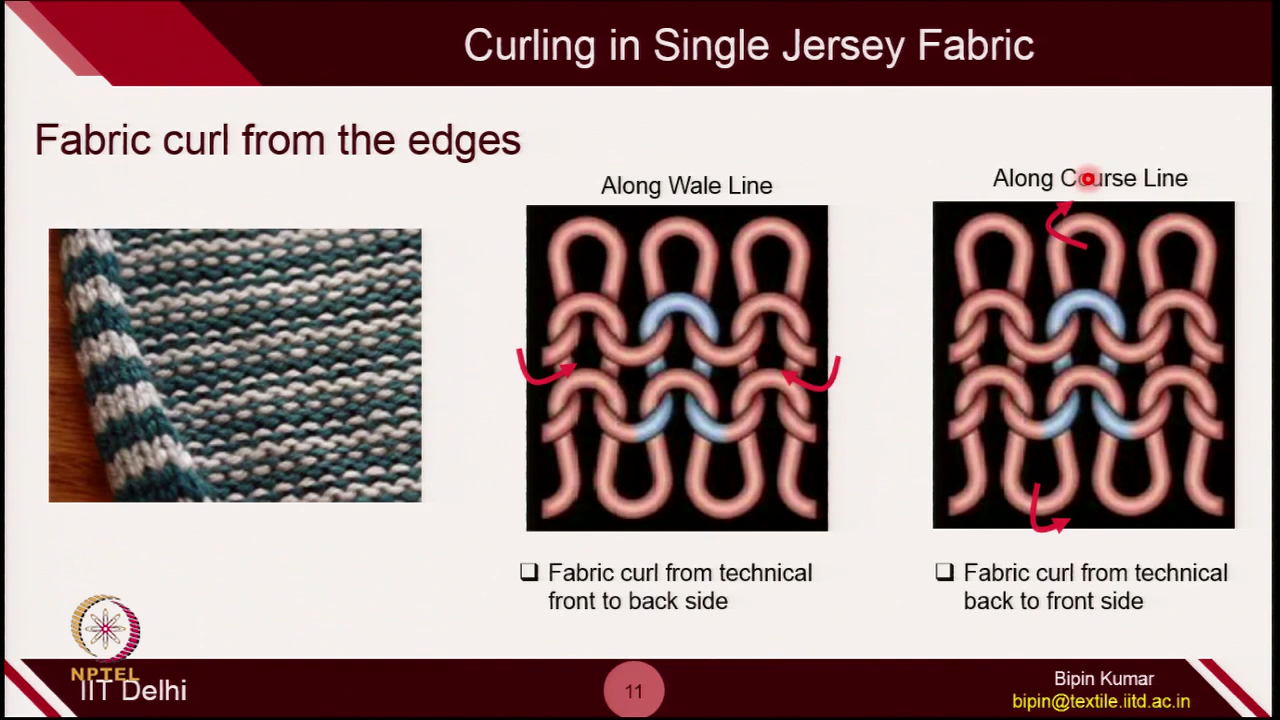 Curling in Single Jersey Fabric
Fabric curl from the edges
Along Wale Line
Along Course Line
Fabric curl from technical
front to back side
Fabric curl from technical
back to front side
NPTEL
IIT Delhi
11
Bipin Kumar
bipin@textile.iitd.ac.in